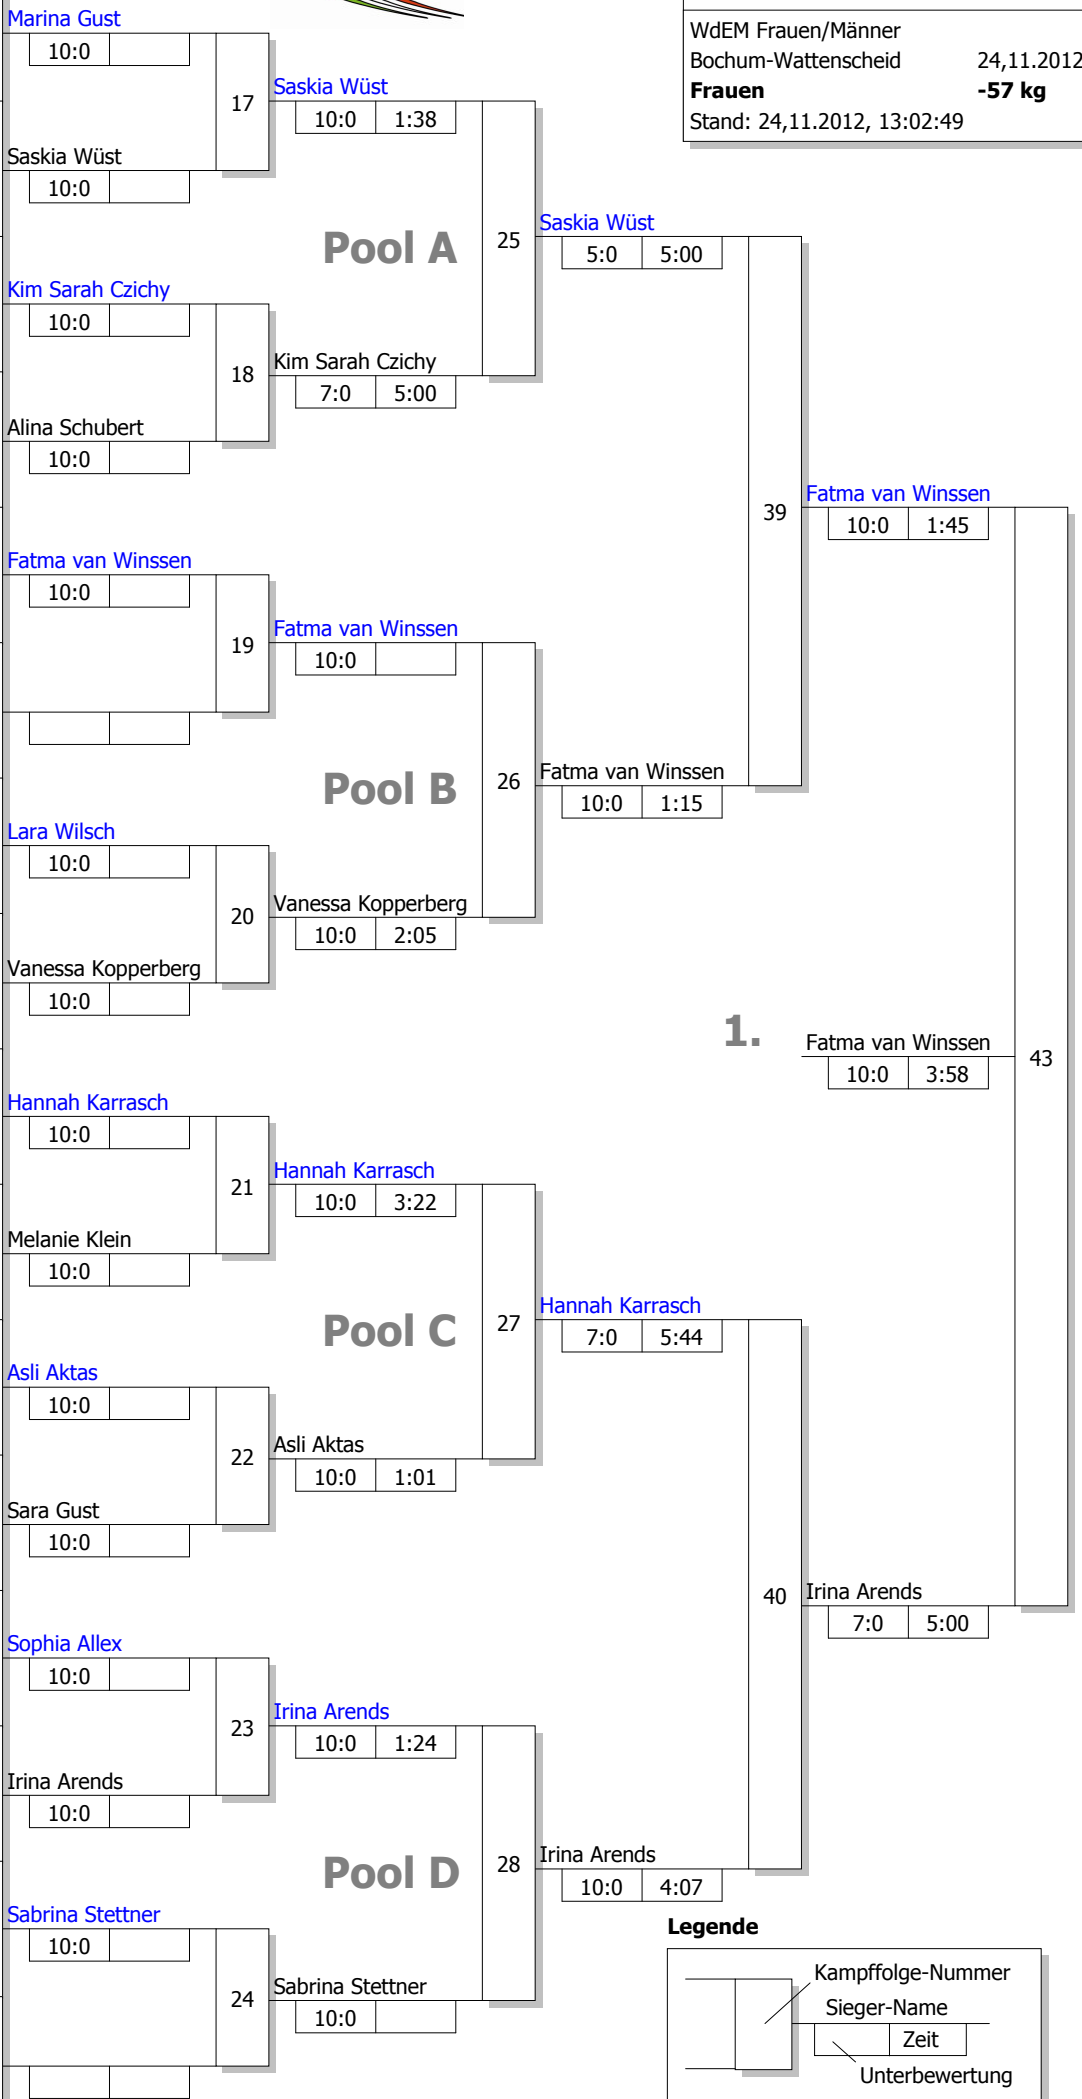 WdEM Frauen/Männer
Bochum-Wattenscheid 24,11.2012
Frauen -57 kg
Stand: 24,11.2012, 13:02:49
Marina Gust
10:0
17
Saskia Wüst
10:0 1:38
Saskia Wüst
10:0
Pool A
25
Saskia Wüst
5:0 5:00
Kim Sarah Czichy
10:0
18
Kim Sarah Czichy
7:0 5:00
Alina Schubert
10:0
39
Fatma van Winssen
10:0 1:45
Fatma van Winssen
10:0
19
Fatma van Winssen
10:0
Pool B
26
Fatma van Winssen
10:0 1:15
Lara Wilsch
10:0
20
Vanessa Kopperberg
10:0 2:05
Vanessa Kopperberg
10:0
1.
Fatma van Winssen
10:0 3:58
43
Hannah Karrasch
10:0
21
Hannah Karrasch
10:0 3:22
Melanie Klein
10:0
Pool C
27
Hannah Karrasch
7:0 5:44
Asli Aktas
10:0
22
Asli Aktas
10:0 1:01
Sara Gust
10:0
40
Irina Arends
7:0 5:00
Sophia Allex
10:0
23
Irina Arends
10:0 1:24
Irina Arends
10:0
Pool D
28
Irina Arends
10:0 4:07
Sabrina Stettner
10:0
24
Sabrina Stettner
10:0
Legende
Kampffolge-Nummer
Sieger-Name
Zeit
Unterbewertung